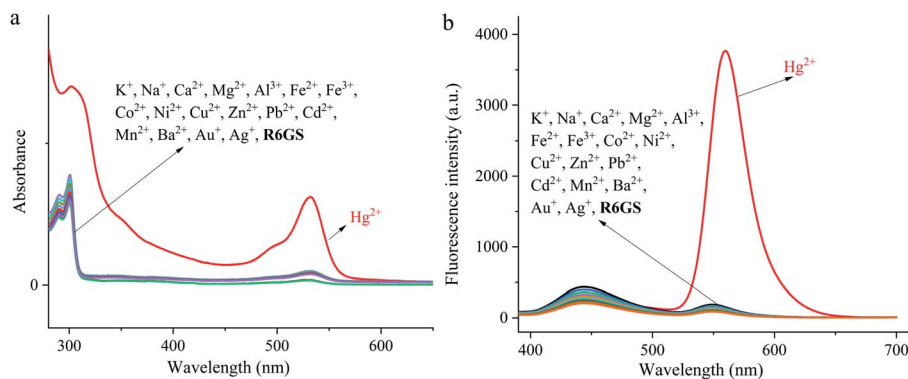 a
K⁺, Na⁺, Ca²⁺, Mg²⁺, Al³⁺, Fe²⁺, Fe³⁺,
Co²⁺, Ni²⁺, Cu²⁺, Zn²⁺, Pb²⁺, Cd²⁺,
Mn²⁺, Ba²⁺, Au⁺, Ag⁺, R6GS
Hg²⁺
Absorbance
0
300
400
500
600
Wavelength (nm)
b
4000
3000
2000
1000
0
Fluorescence intensity (a.u.)
Hg²⁺
K⁺, Na⁺, Ca²⁺, Mg²⁺, Al³⁺,
Fe²⁺, Fe³⁺, Co²⁺, Ni²⁺,
Cu²⁺, Zn²⁺, Pb²⁺,
Cd²⁺, Mn²⁺, Ba²⁺,
Au⁺, Ag⁺, R6GS
400
500
600
700
Wavelength (nm)